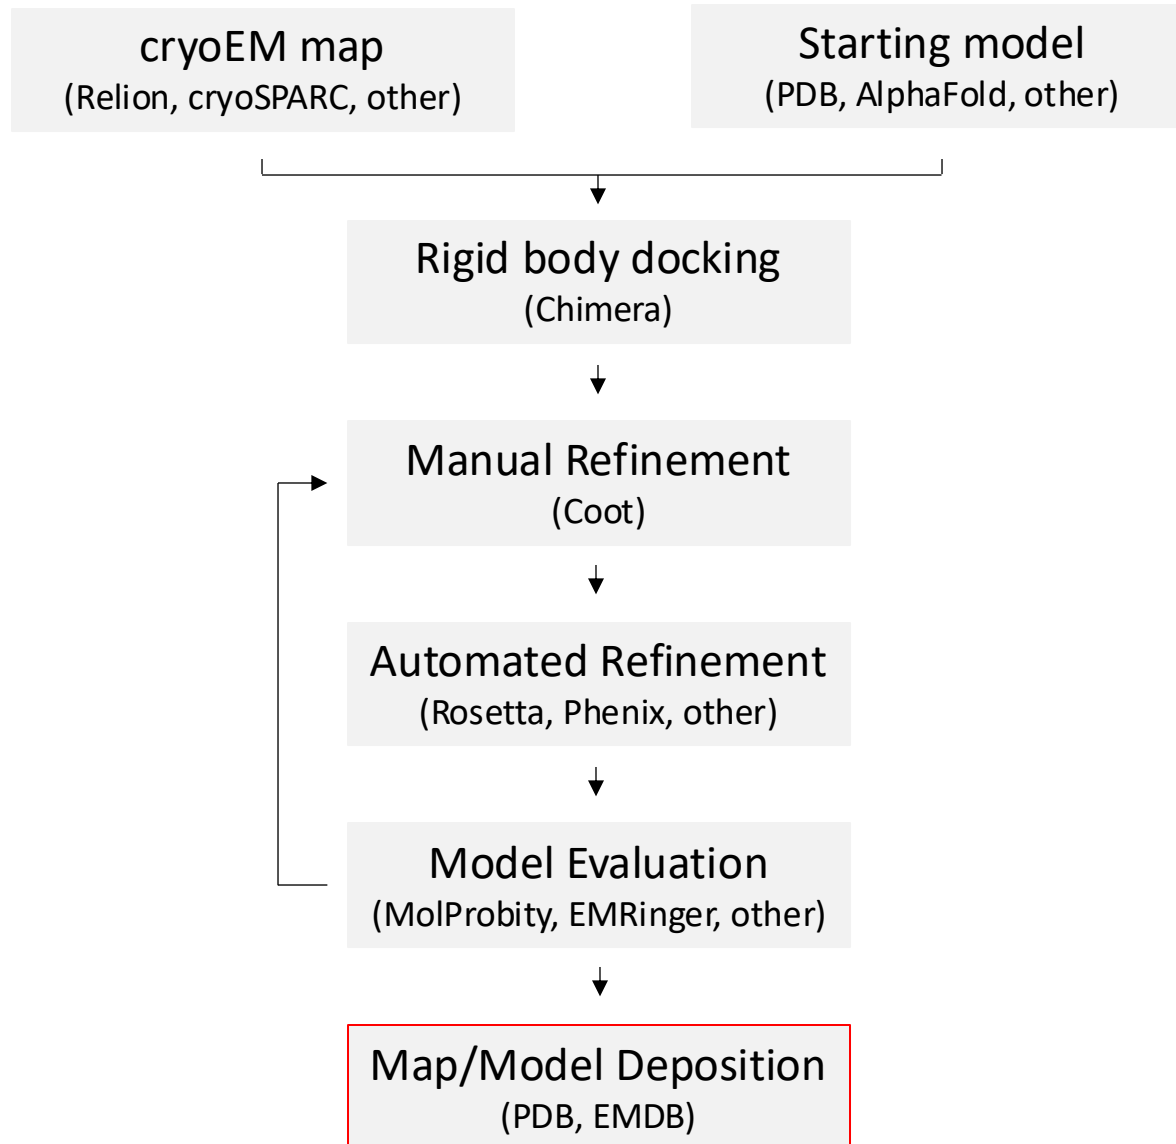 cryoEM map
(Relion, cryoSPARC, other)
Starting model
(PDB, AlphaFold, other)
Rigid body docking
(Chimera)
Manual Refinement
(Coot)
Automated Refinement
(Rosetta, Phenix, other)
Model Evaluation
(MolProbity, EMRinger, other)
Map/Model Deposition
(PDB, EMDB)